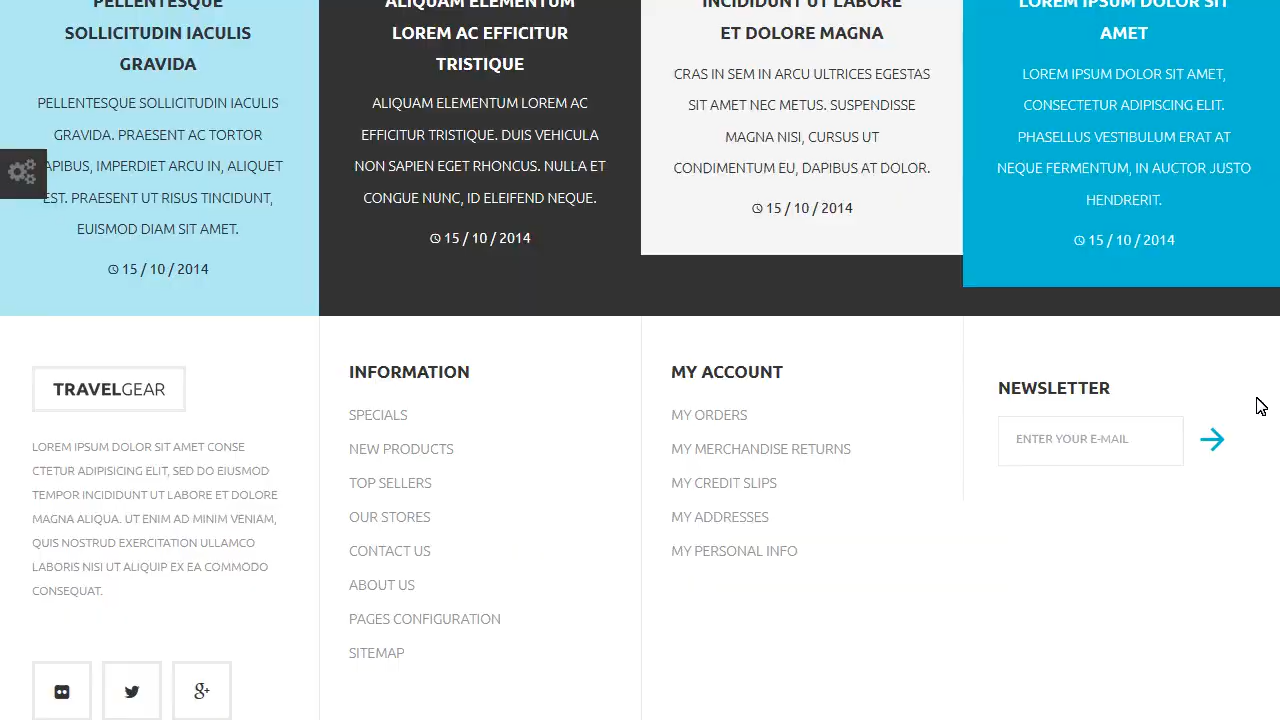 PELLENTESQUE
SOLLICITUDIN IACULIS
GRAVIDA
PELLENTESQUE SOLLICITUDIN IACULIS
GRAVIDA. PRAESENT AC TORTOR
APIBUS, IMPERDIET ARCU IN, ALIQUET
EST. PRAESENT UT RISUS TINCIDUNT,
EUISMOD DIAM SIT AMET.
15 / 10 / 2014
ALIQUAM ELEMENTUM
LOREM AC EFFICITUR
TRISTIQUE
ALIQUAM ELEMENTUM LOREM AC
EFFICITUR TRISTIQUE. DUIS VEHICULA
NON SAPIEN EGET RHONCUS. NULLA ET
CONGUE NUNC, ID ELEIFEND NEQUE.
15 / 10 / 2014
INCIDIDUNT UT LABORE
ET DOLORE MAGNA
CRAS IN SEM IN ARCU ULTRICES EGESTAS
SIT AMET NEC METUS. SUSPENDISSE
MAGNA NISI, CURSUS UT
CONDIMENTUM EU, DAPIBUS AT DOLOR.
15 / 10 / 2014
LOREM IPSUM DOLOR SIT
AMET
LOREM IPSUM DOLOR SIT AMET,
CONSECTETUR ADIPISCING ELIT.
PHASELLUS VESTIBULUM ERAT AT
NEQUE FERMENTUM, IN AUCTOR JUSTO
HENDRERIT.
15 / 10 / 2014
TRAVELGEAR
LOREM IPSUM DOLOR SIT AMET CONSE
CTETUR ADIPISICING ELIT, SED DO EIUSMOD
TEMPOR INCIDIDUNT UT LABORE ET DOLORE
MAGNA ALIQUA. UT ENIM AD MINIM VENIAM,
QUIS NOSTRUD EXERCITATION ULLAMCO
LABORIS NISI UT ALIQUIP EX EA COMMODO
CONSEQUAT.
g+
INFORMATION
SPECIALS
NEW PRODUCTS
TOP SELLERS
OUR STORES
CONTACT US
ABOUT US
PAGES CONFIGURATION
SITEMAP
MY ACCOUNT
MY ORDERS
MY MERCHANDISE RETURNS
MY CREDIT SLIPS
MY ADDRESSES
MY PERSONAL INFO
NEWSLETTER
ENTER YOUR E-MAIL